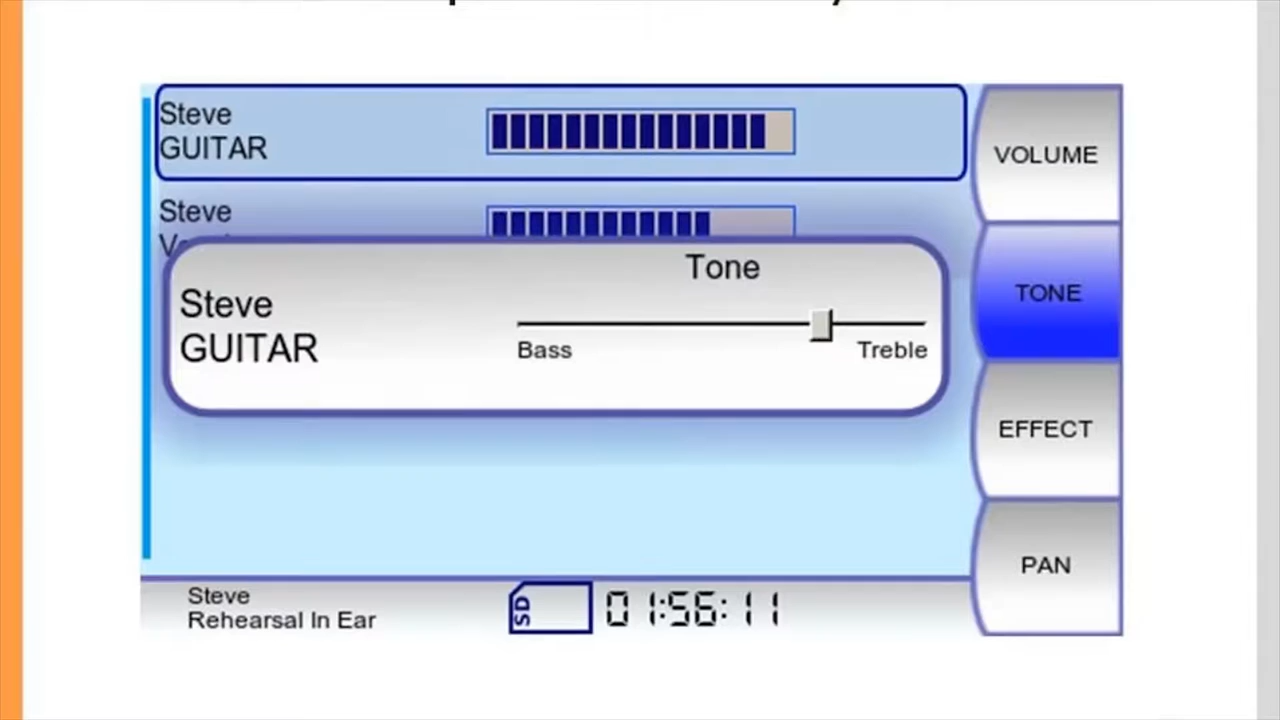 Steve
GUITAR
Steve
Tone
Steve
GUITAR
Bass
Treble
VOLUME
TONE
EFFECT
PAN
Steve
Rehearsal In Ear
SD
01:56:11